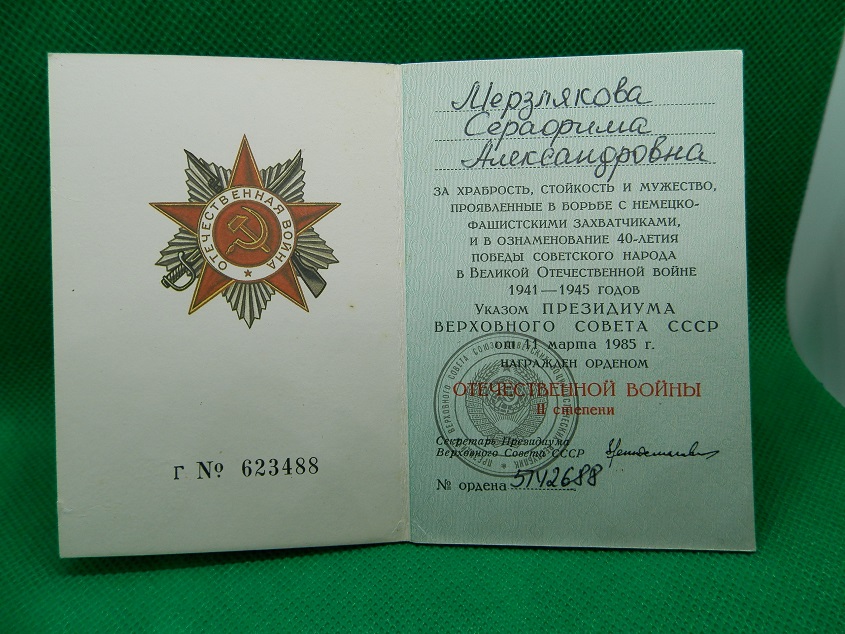 ОТЕЧЕСТВЕННАЯ ВОЙНА
Г № 623488
Мерзлякова
Серафима
Александровна
ЗА ХРАБРОСТЬ, СТОЙКОСТЬ И МУЖЕСТВО,
ПРОЯВЛЕННЫЕ В БОРЬБЕ С НЕМЕЦКО-
ФАШИСТСКИМИ ЗАХВАТЧИКАМИ,
И В ОЗНАМЕНОВАНИЕ 40-ЛЕТИЯ
ПОБЕДЫ СОВЕТСКОГО НАРОДА
В ВЕЛИКОЙ ОТЕЧЕСТВЕННОЙ ВОЙНЕ
1941—1945 ГОДОВ
УКАЗОМ ПРЕЗИДИУМА
ВЕРХОВНОГО СОВЕТА СССР
от 11 марта 1985 г.
НАГРАЖДЕН ОРДЕНОМ
ОТЕЧЕСТВЕННОЙ ВОЙНЫ
II степени
Секретарь Президиума
Верховного Совета СССР
№ ордена 5142688